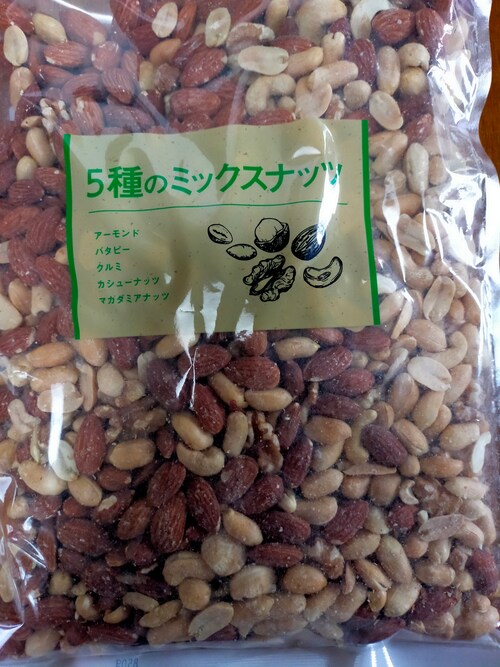 5種のミックスナッツ
アーモンド
バタピー
クルミ
カシューナッツ
マカダミアナッツ